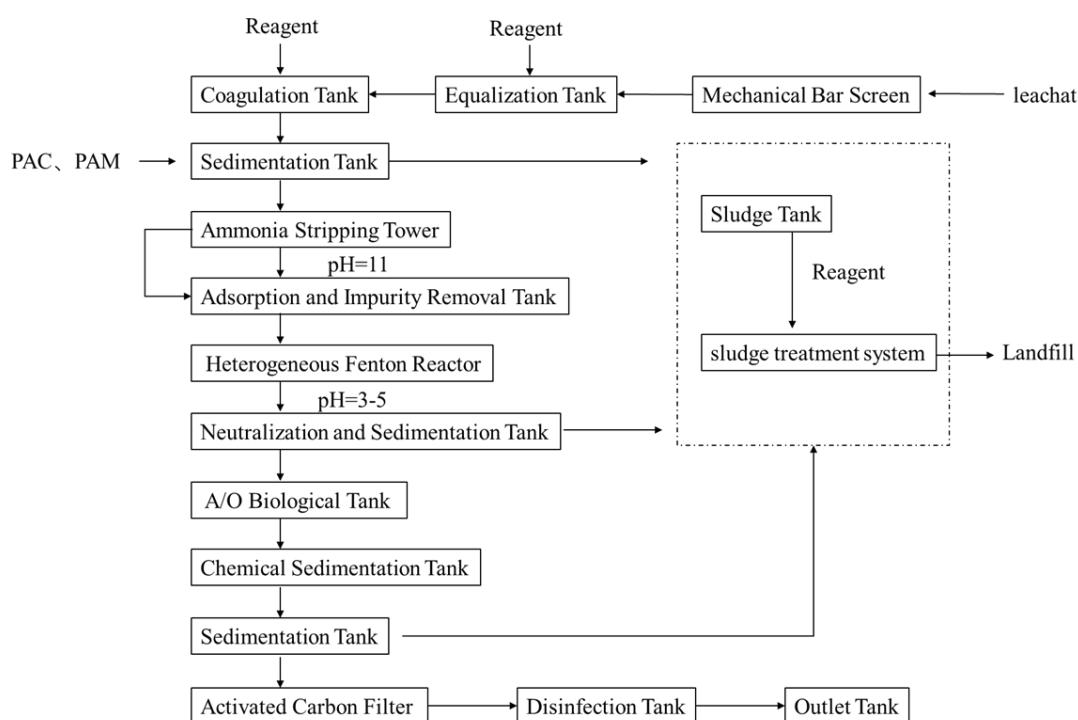 Reagent
Reagent
Coagulation Tank
Equalization Tank
Mechanical Bar Screen
leachat
PAC、PAM
Sedimentation Tank
Sludge Tank
Ammonia Stripping Tower
pH=11
Reagent
Adsorption and Impurity Removal Tank
sludge treatment system
Landfill
Heterogeneous Fenton Reactor
pH=3-5
Neutralization and Sedimentation Tank
A/O Biological Tank
Chemical Sedimentation Tank
Sedimentation Tank
Activated Carbon Filter
Disinfection Tank
Outlet Tank